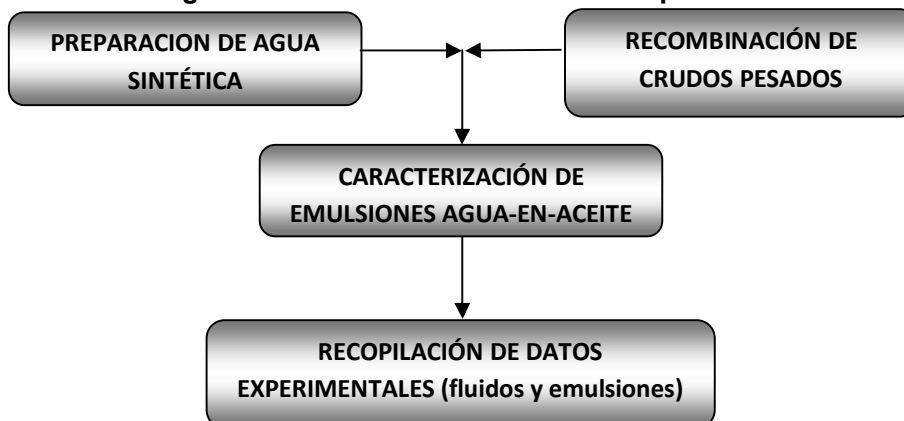 PREPARACION DE AGUA
SINTÉTICA
RECOMBINACIÓN DE
CRUDOS PESADOS
CARACTERIZACIÓN DE
EMULSIONES AGUA-EN-ACEITE
RECOPILACIÓN DE DATOS
EXPERIMENTALES (fluidos y emulsiones)